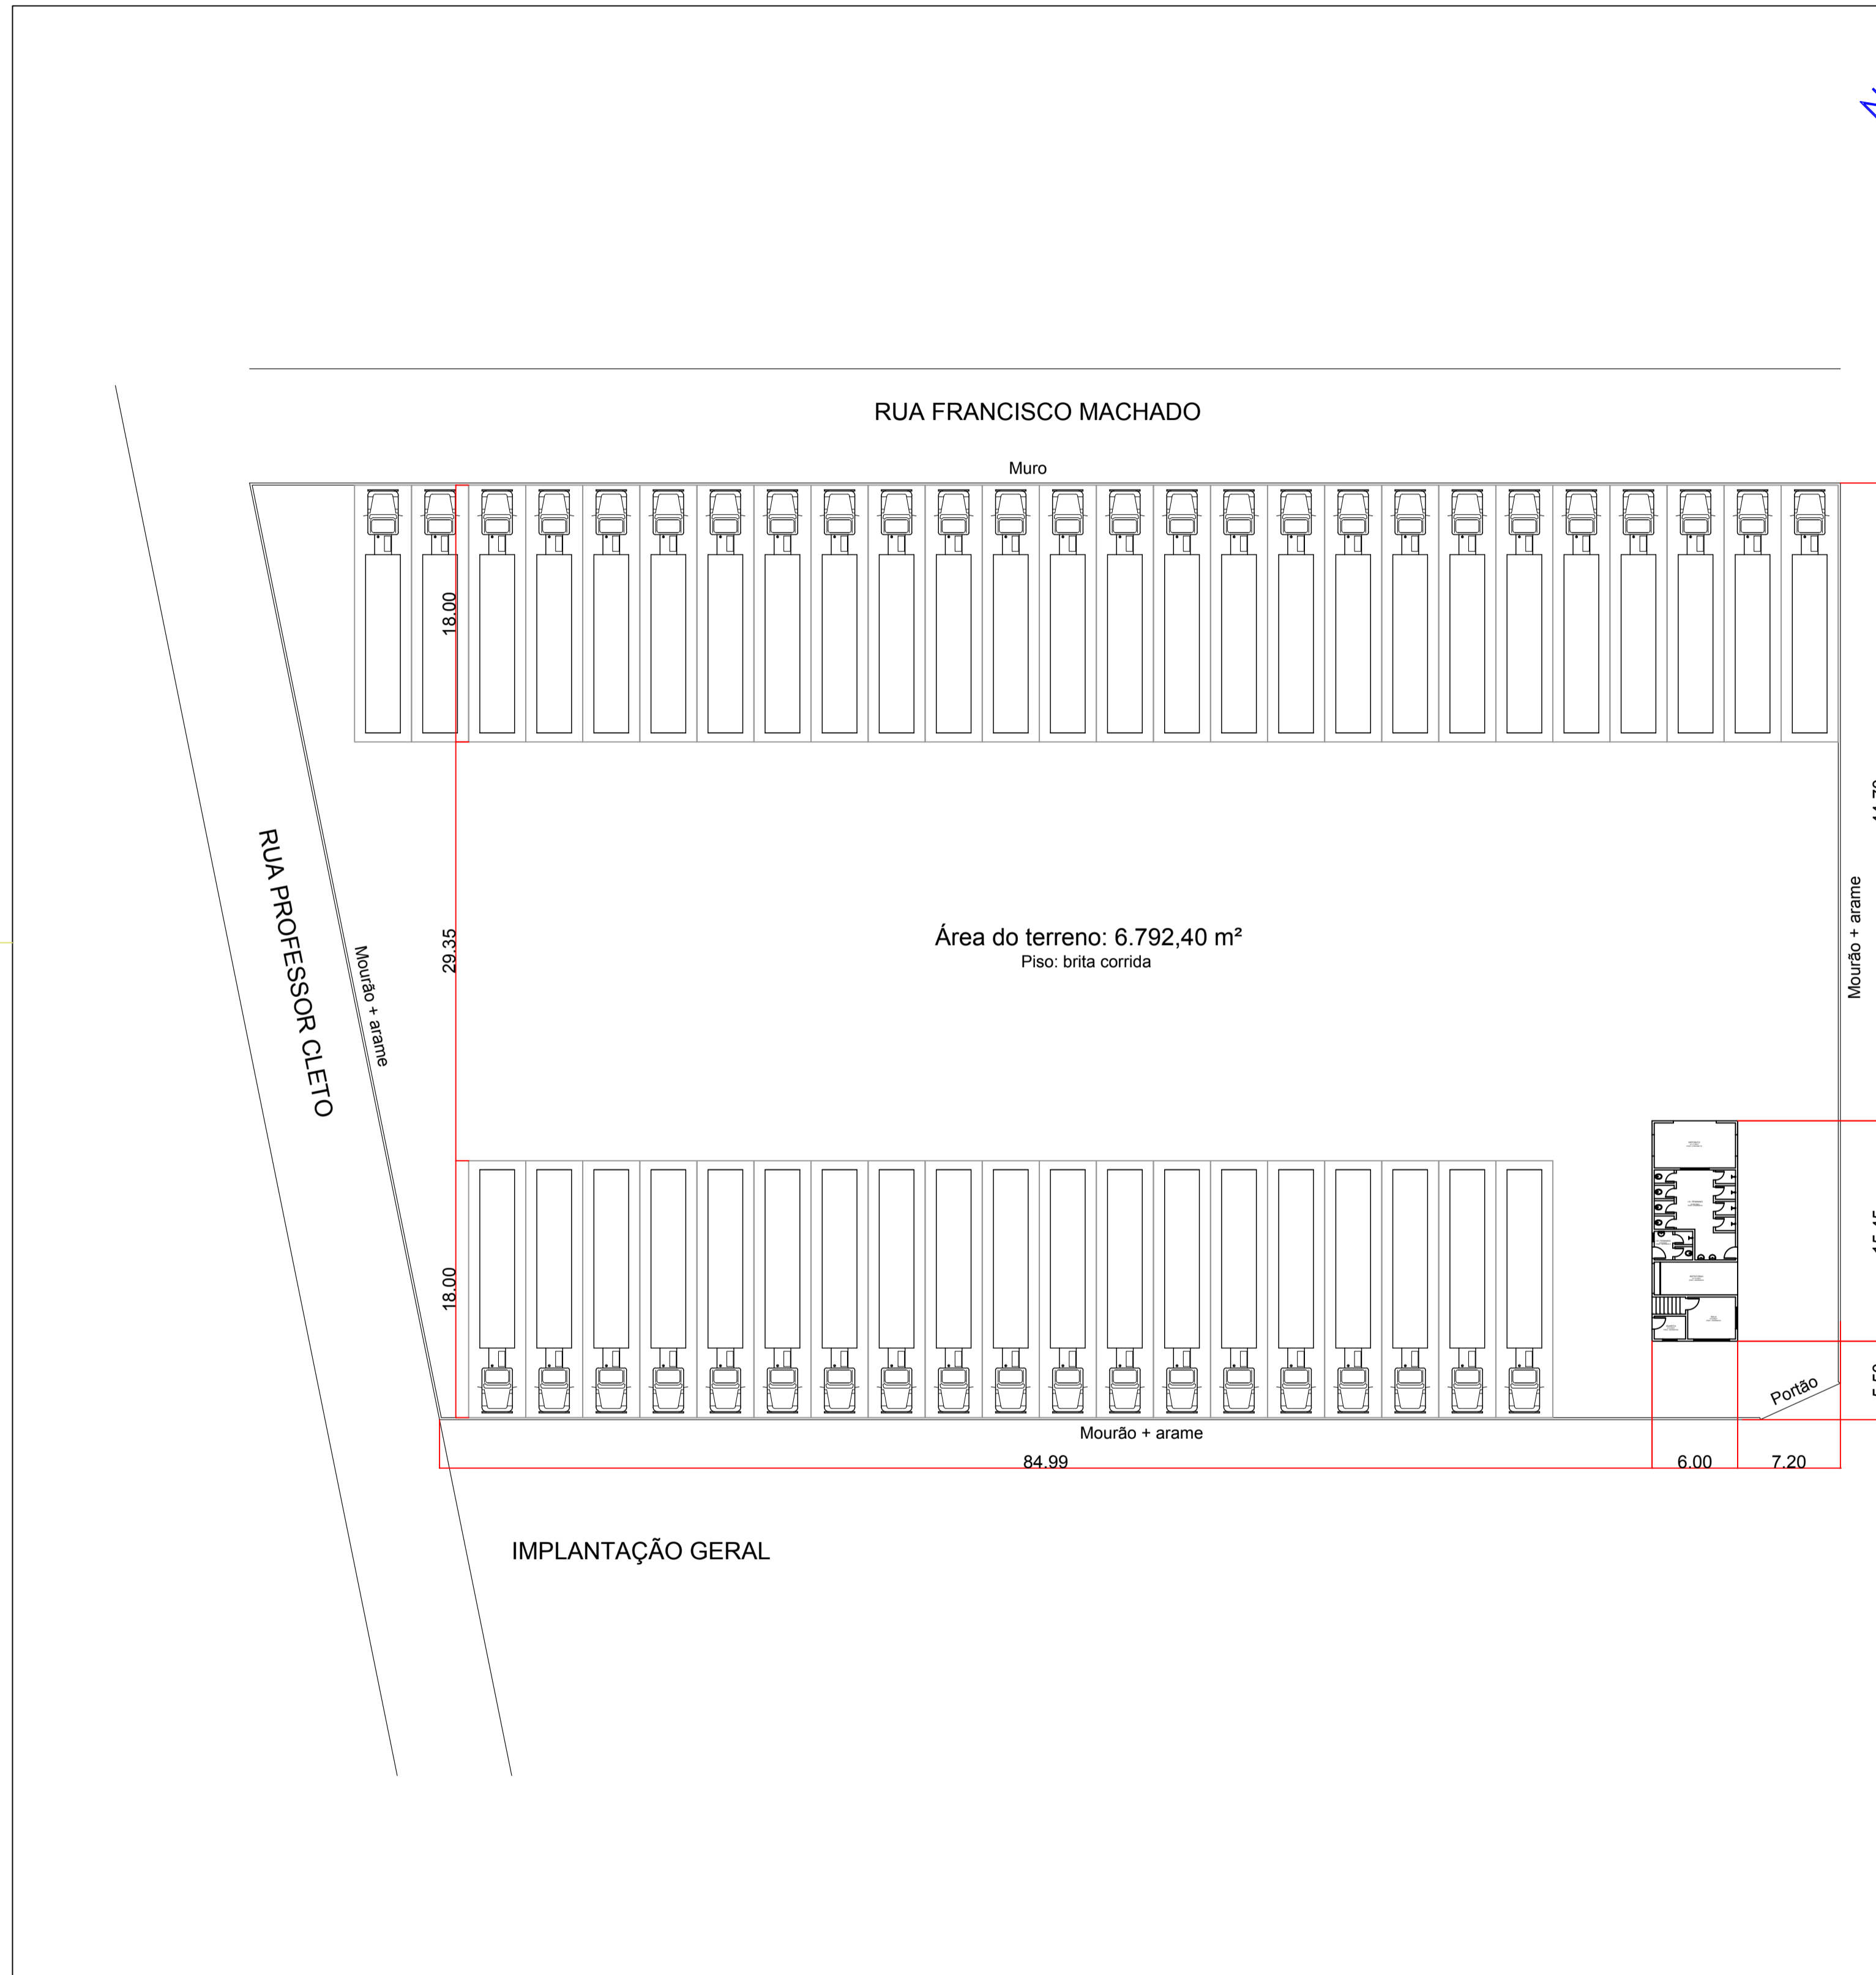 RUA FRANCISCO MACHADO
Muro
18.00
RUA PROFESSOR CLETO
Mourão + arame
29.35
Área do terreno: 6.792,40 m²
Piso: brita corrida
Mourão + arame
18.00
Portão
Mourão + arame
84.99
6.00
7.20
IMPLANTAÇÃO GERAL